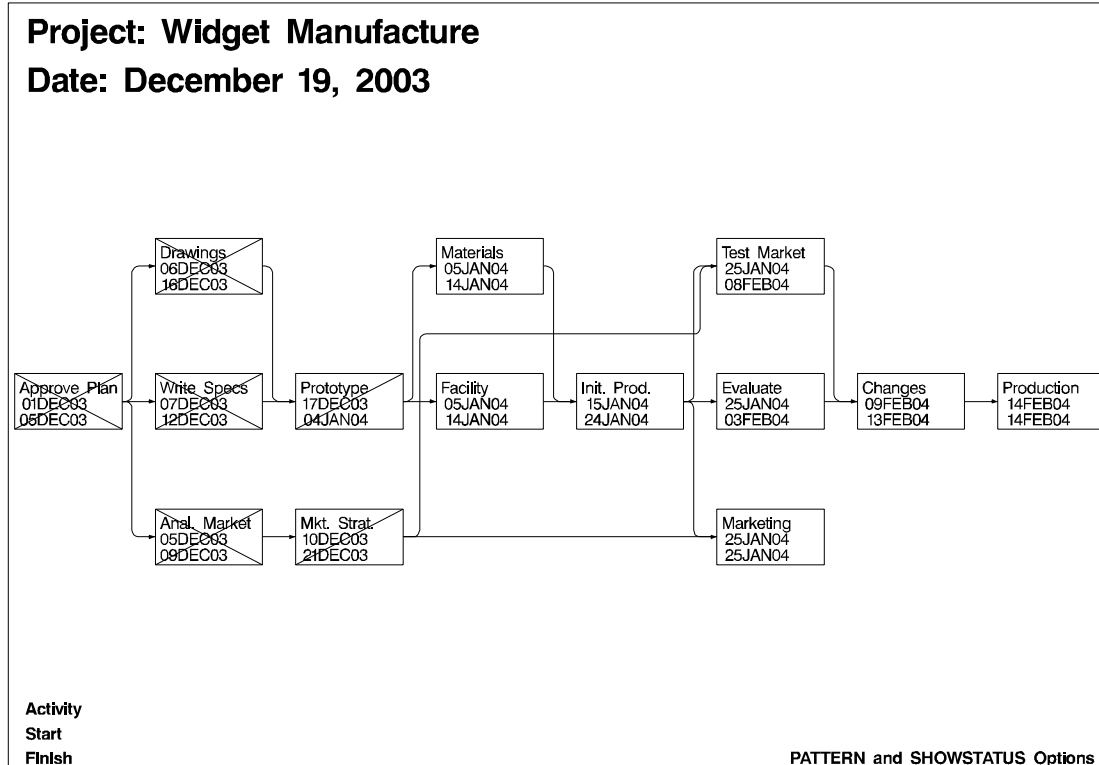 Project: Widget Manufacture
Date: December 19, 2003
Drawings
06DEC03
16DEC03
Materials
05JAN04
14JAN04
Test Market
25JAN04
08FEB04
Approve Plan
01DEC03
05DEC03
Write Specs
07DEC03
12DEC03
Prototype
17DEC03
04JAN04
Facility
05JAN04
14JAN04
Init. Prod.
15JAN04
24JAN04
Evaluate
25JAN04
03FEB04
Changes
09FEB04
13FEB04
Production
14FEB04
14FEB04
Anal. Market
05DEC03
09DEC03
Mkt. Strat.
10DEC03
21DEC03
Marketing
25JAN04
25JAN04
Activity
Start
Finish
PATTERN and SHOWSTATUS Options